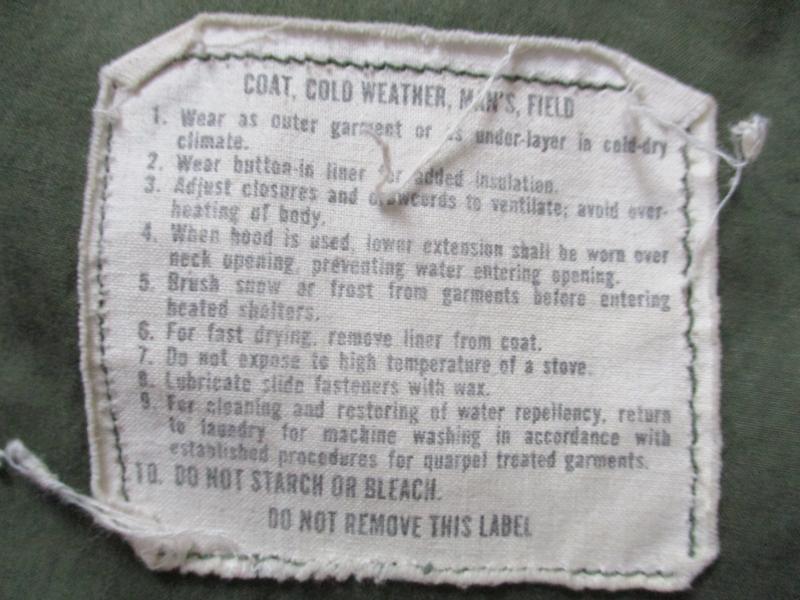 COAT, COLD WEATHER, MAN'S, FIELD
1. Wear as outer garment or as under-layer in cold-dry
climate.
2. Wear button-in liner for added insulation.
3. Adjust closures and drawcords to ventilate; avoid over-
heating of body.
4. When hood is used, lower extension shall be worn over
neck opening, preventing water entering opening.
5. Brush snow or frost from garments before entering
heated shelters.
6. For fast drying, remove liner from coat.
7. Do not expose to high temperature of a stove.
8. Lubricate slide fasteners with wax.
9. For cleaning and restoring of water repellency, return
to laundry for machine washing in accordance with
established procedures for quarpel treated garments.
10. DO NOT STARCH OR BLEACH.
DO NOT REMOVE THIS LABEL